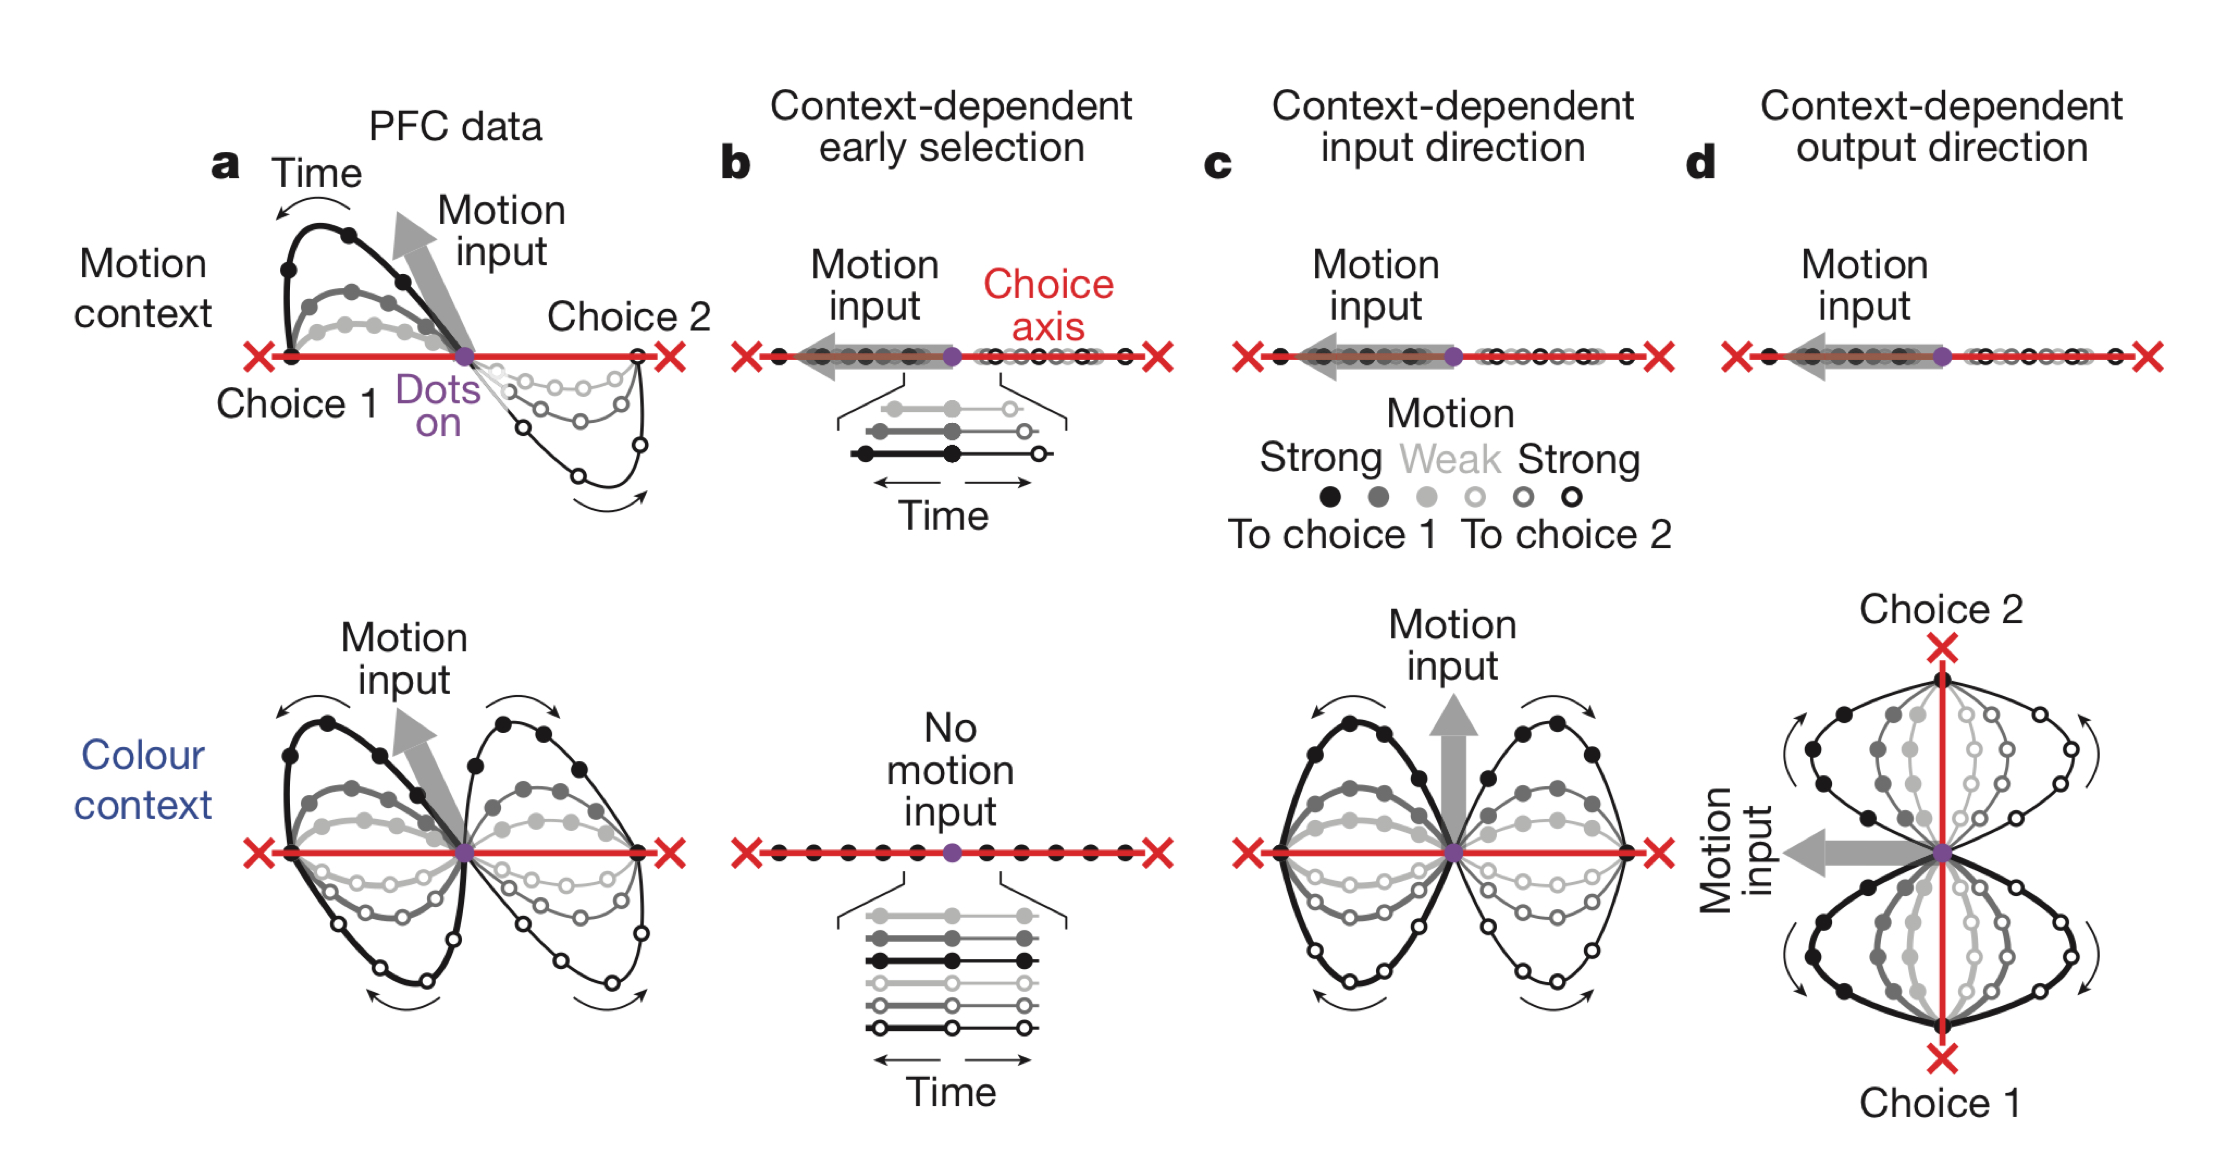 a
PFC data
Time
Motion
input
Motion
context
Choice 1
Dots
on
Choice 2
b
Context-dependent
early selection
Motion
input
Choice
axis
Time
c
Context-dependent
input direction
Motion
input
Motion
Strong Weak Strong
To choice 1 To choice 2
d
Context-dependent
output direction
Motion
input
Colour
context
Motion
input
No
motion
input
Time
Motion
input
Choice 2
Motion
input
Choice 1